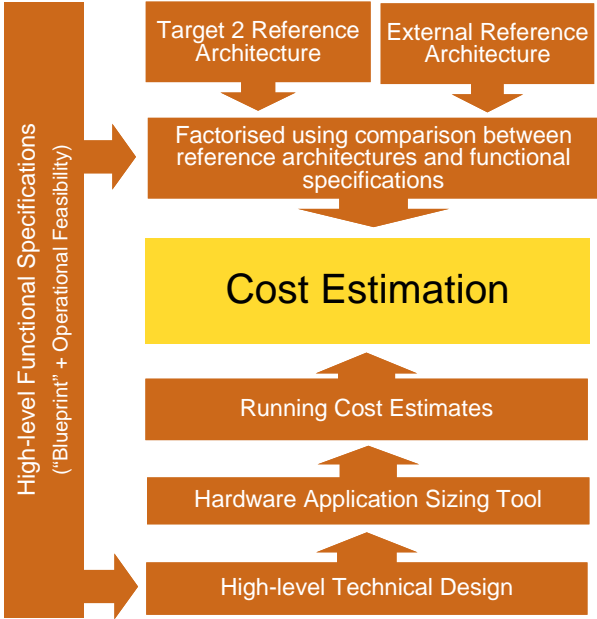 High-level Functional Specifications
(“Blueprint” + Operational Feasibility)
Target 2 Reference
Architecture
External Reference
Architecture
Factorised using comparison between
reference architectures and functional
specifications
Cost Estimation
Running Cost Estimates
Hardware Application Sizing Tool
High-level Technical Design